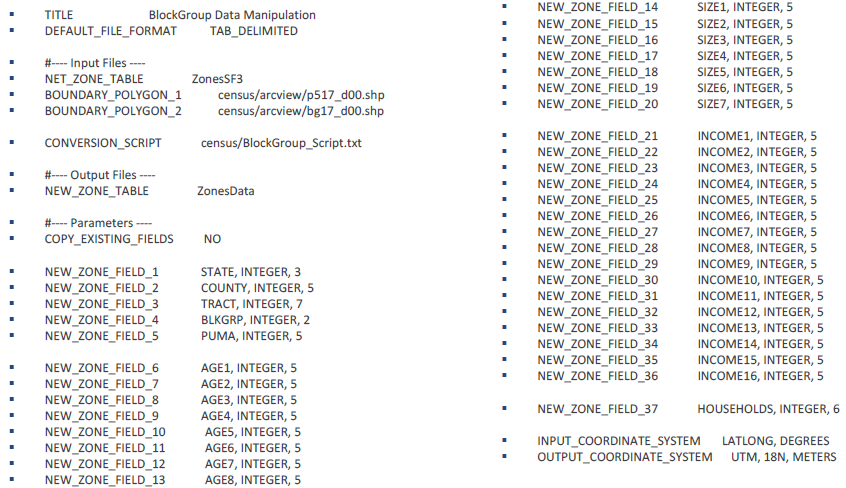 ▪ TITLE BlockGroup Data Manipulation
▪ DEFAULT_FILE_FORMAT TAB_DELIMITED
▪ #---- Input Files ----
▪ NET_ZONE_TABLE ZonesSF3
▪ BOUNDARY_POLYGON_1 census/arcview/p517_d00.shp
▪ BOUNDARY_POLYGON_2 census/arcview/bg17_d00.shp
▪ CONVERSION_SCRIPT census/BlockGroup_Script.txt
▪ #---- Output Files ----
▪ NEW_ZONE_TABLE ZonesData
▪ #---- Parameters ----
▪ COPY_EXISTING_FIELDS NO
▪ NEW_ZONE_FIELD_1 STATE, INTEGER, 3
▪ NEW_ZONE_FIELD_2 COUNTY, INTEGER, 5
▪ NEW_ZONE_FIELD_3 TRACT, INTEGER, 7
▪ NEW_ZONE_FIELD_4 BLKGRP, INTEGER, 2
▪ NEW_ZONE_FIELD_5 PUMA, INTEGER, 5
▪ NEW_ZONE_FIELD_6 AGE1, INTEGER, 5
▪ NEW_ZONE_FIELD_7 AGE2, INTEGER, 5
▪ NEW_ZONE_FIELD_8 AGE3, INTEGER, 5
▪ NEW_ZONE_FIELD_9 AGE4, INTEGER, 5
▪ NEW_ZONE_FIELD_10 AGE5, INTEGER, 5
▪ NEW_ZONE_FIELD_11 AGE6, INTEGER, 5
▪ NEW_ZONE_FIELD_12 AGE7, INTEGER, 5
▪ NEW_ZONE_FIELD_13 AGE8, INTEGER, 5
▪ NEW_ZONE_FIELD_14 SIZE1, INTEGER, 5
▪ NEW_ZONE_FIELD_15 SIZE2, INTEGER, 5
▪ NEW_ZONE_FIELD_16 SIZE3, INTEGER, 5
▪ NEW_ZONE_FIELD_17 SIZE4, INTEGER, 5
▪ NEW_ZONE_FIELD_18 SIZE5, INTEGER, 5
▪ NEW_ZONE_FIELD_19 SIZE6, INTEGER, 5
▪ NEW_ZONE_FIELD_20 SIZE7, INTEGER, 5
▪ NEW_ZONE_FIELD_21 INCOME1, INTEGER, 5
▪ NEW_ZONE_FIELD_22 INCOME2, INTEGER, 5
▪ NEW_ZONE_FIELD_23 INCOME3, INTEGER, 5
▪ NEW_ZONE_FIELD_24 INCOME4, INTEGER, 5
▪ NEW_ZONE_FIELD_25 INCOME5, INTEGER, 5
▪ NEW_ZONE_FIELD_26 INCOME6, INTEGER, 5
▪ NEW_ZONE_FIELD_27 INCOME7, INTEGER, 5
▪ NEW_ZONE_FIELD_28 INCOME8, INTEGER, 5
▪ NEW_ZONE_FIELD_29 INCOME9, INTEGER, 5
▪ NEW_ZONE_FIELD_30 INCOME10, INTEGER, 5
▪ NEW_ZONE_FIELD_31 INCOME11, INTEGER, 5
▪ NEW_ZONE_FIELD_32 INCOME12, INTEGER, 5
▪ NEW_ZONE_FIELD_33 INCOME13, INTEGER, 5
▪ NEW_ZONE_FIELD_34 INCOME14, INTEGER, 5
▪ NEW_ZONE_FIELD_35 INCOME15, INTEGER, 5
▪ NEW_ZONE_FIELD_36 INCOME16, INTEGER, 5
▪ NEW_ZONE_FIELD_37 HOUSEHOLDS, INTEGER, 6
▪ INPUT_COORDINATE_SYSTEM LATLONG, DEGREES
▪ OUTPUT_COORDINATE_SYSTEM UTM, 18N, METERS